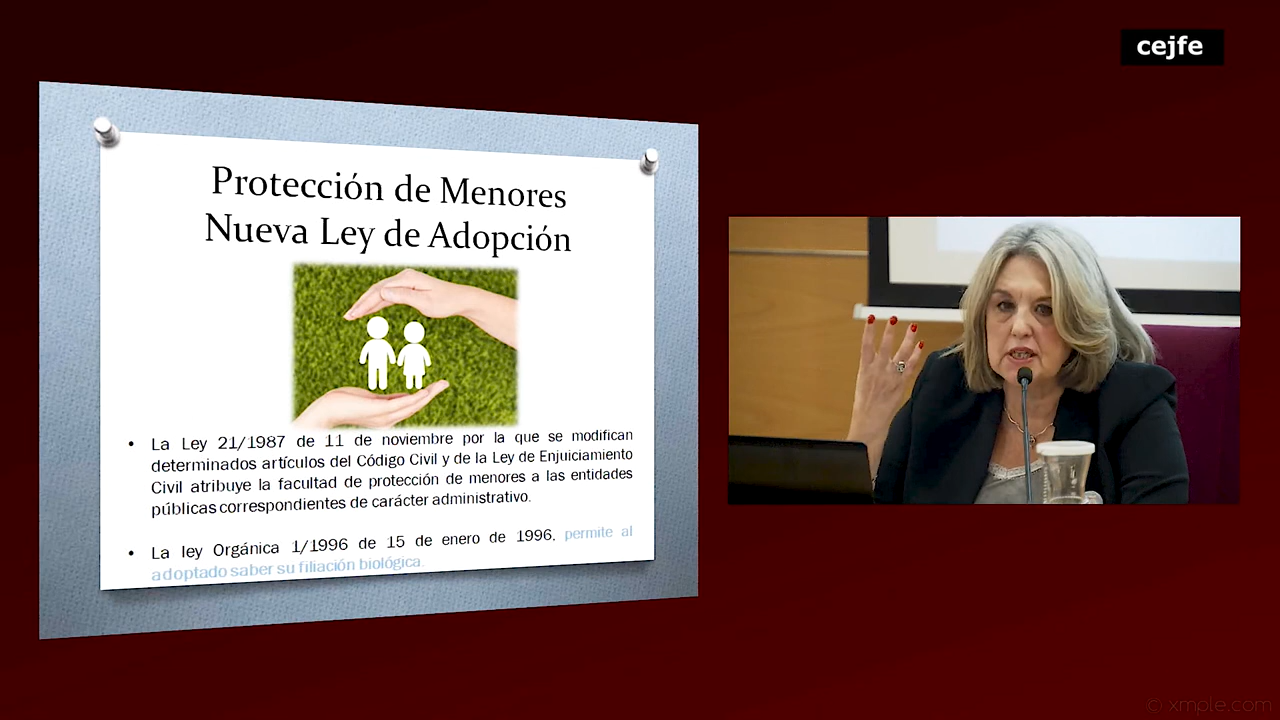 cejfe
Protección de Menores
Nueva Ley de Adopción
• La Ley 21/1987 de 11 de noviembre por la que se modifican
determinados artículos del Código Civil y de la Ley de Enjuiciamiento
Civil atribuye la facultad de protección de menores a las entidades
públicas correspondientes de carácter administrativo.
• La ley Orgánica 1/1996 de 15 de enero de 1996, permite al
adoptado saber su filiación biológica.
© xmple.com